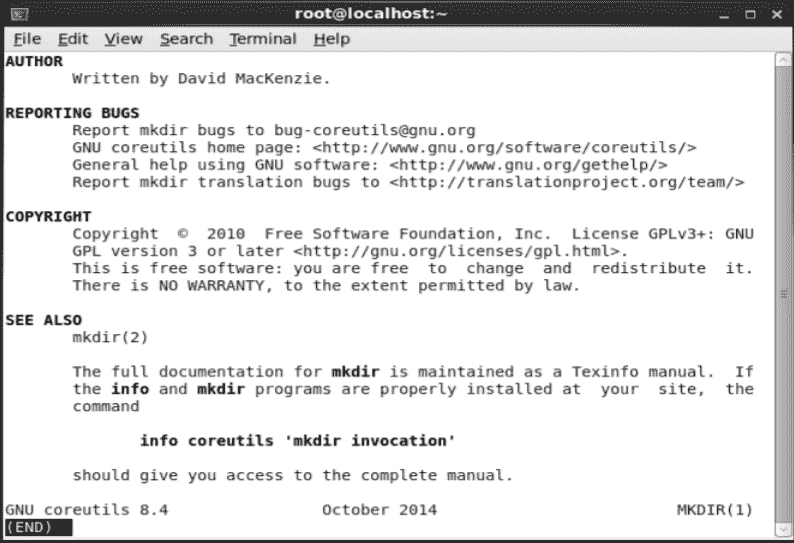 root@localhost:~
File Edit View Search Terminal Help
AUTHOR
Written by David MacKenzie.
REPORTING BUGS
Report mkdir bugs to bug-coreutils@gnu.org
GNU coreutils home page: <http://www.gnu.org/software/coreutils/>
General help using GNU software: <http://www.gnu.org/gethelp/>
Report mkdir translation bugs to <http://translationproject.org/team/>
COPYRIGHT
Copyright © 2010 Free Software Foundation, Inc. License GPLv3+: GNU
GPL version 3 or later <http://gnu.org/licenses/gpl.html>.
This is free software: you are free to change and redistribute it.
There is NO WARRANTY, to the extent permitted by law.
SEE ALSO
mkdir(2)
The full documentation for mkdir is maintained as a Texinfo manual. If
the info and mkdir programs are properly installed at your site, the
command
info coreutils 'mkdir invocation'
should give you access to the complete manual.
GNU coreutils 8.4 October 2014 MKDIR(1)
(END)